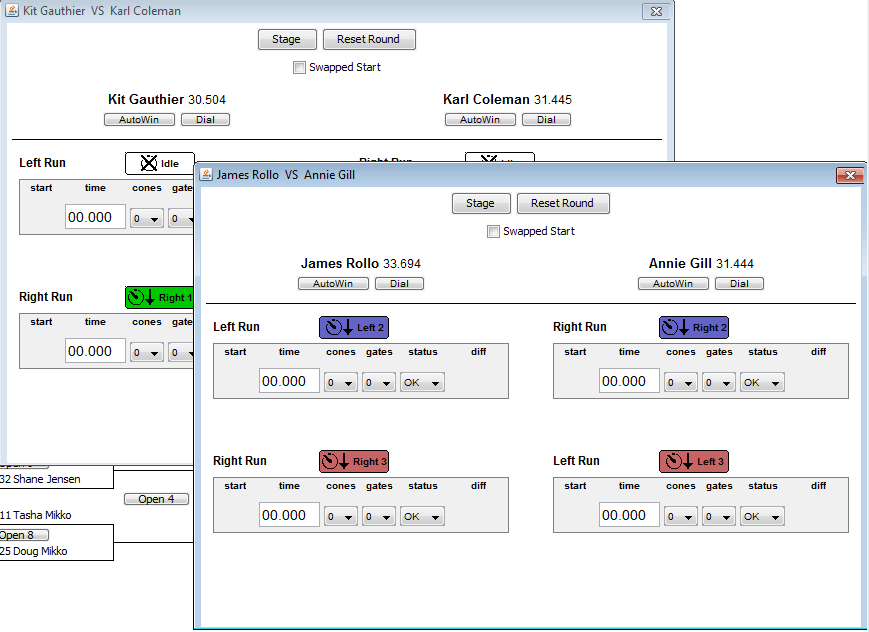 Kit Gauthier VS Karl Coleman
Stage Reset Round
Swapped Start
Kit Gauthier 30.504 Karl Coleman 31.445
AutoWin Dial AutoWin Dial
Left Run Idle
start time cones gate
00.000 0 0
Right Run Right 1
start time cones gate
00.000 0 0
32 Shane Jensen
Open 4
11 Tasha Mikko
Open 8
25 Doug Mikko
James Rollo VS Annie Gill
Stage Reset Round
Swapped Start
James Rollo 33.694 Annie Gill 31.444
AutoWin Dial AutoWin Dial
Left Run Left 2 Right Run Right 2
start time cones gates status diff start time cones gates status diff
00.000 0 0 OK 00.000 0 0 OK
Right Run Right 3 Left Run Left 3
start time cones gates status diff start time cones gates status diff
00.000 0 0 OK 00.000 0 0 OK